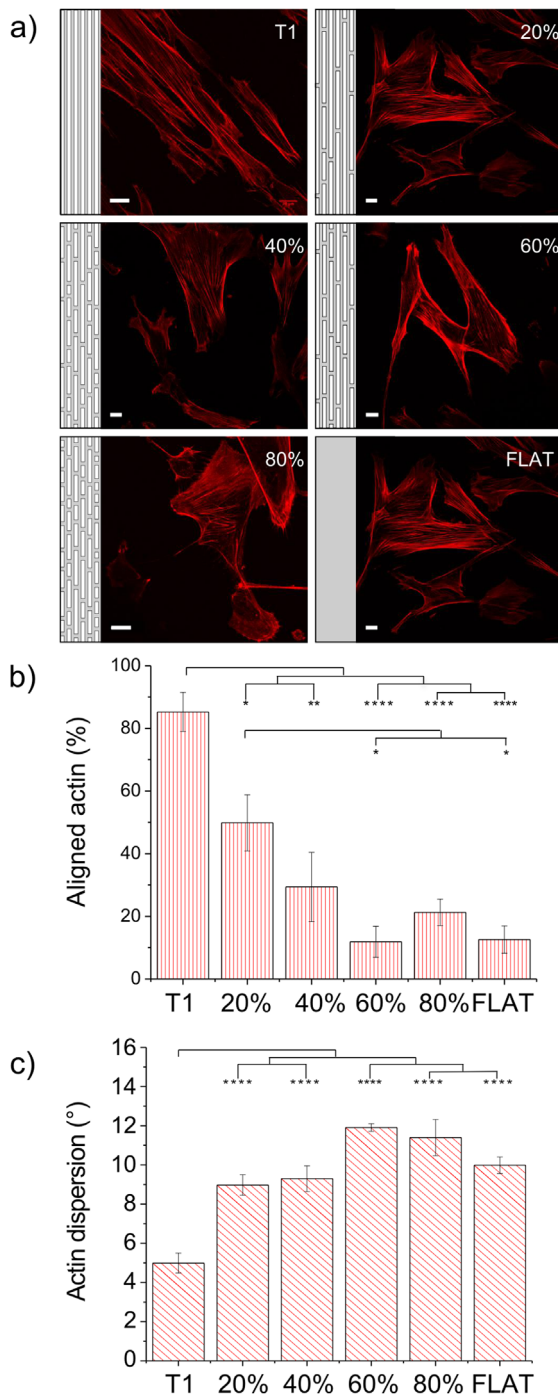 a)
T1
20%
40%
60%
80%
FLAT
b)
Aligned actin (%)
100
80
60
40
20
0
* ** **** **** ****
* *
T1 20% 40% 60% 80% FLAT
c)
Actin dispersion (°)
16
14
12
10
8
6
4
2
0
**** **** **** **** ****
T1 20% 40% 60% 80% FLAT